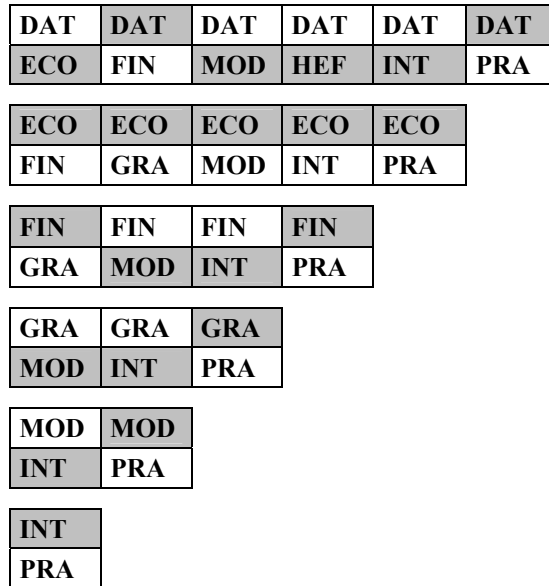 DAT DAT DAT DAT DAT DAT
ECO FIN MOD HEF INT PRA
ECO ECO ECO ECO ECO
FIN GRA MOD INT PRA
FIN FIN FIN FIN
GRA MOD INT PRA
GRA GRA GRA
MOD INT PRA
MOD MOD
INT PRA
INT
PRA